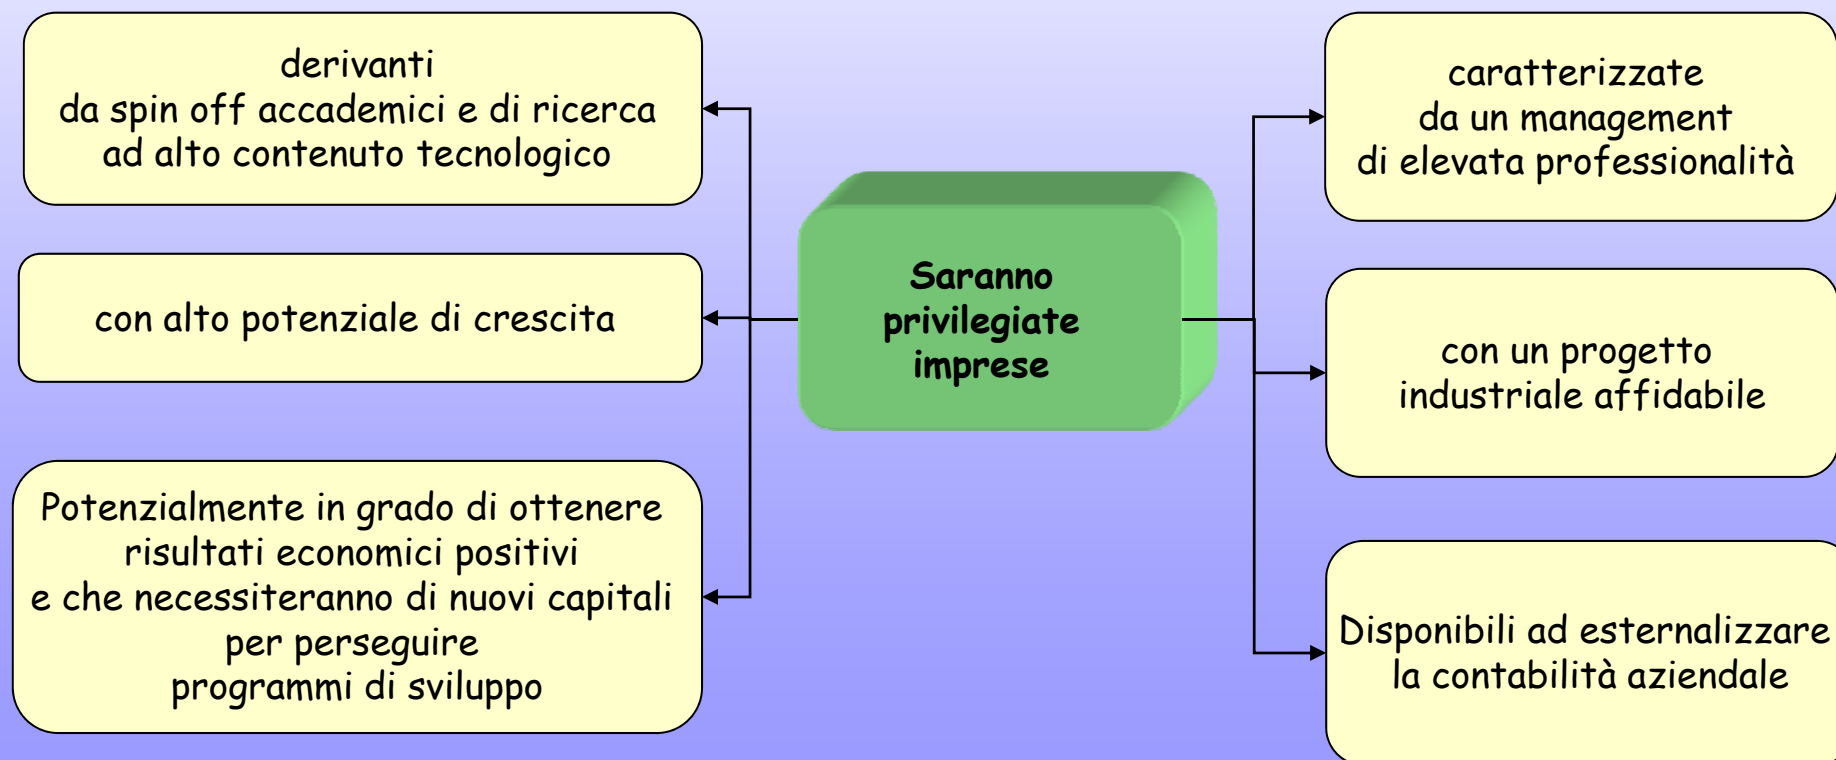 derivanti
da spin off accademici e di ricerca
ad alto contenuto tecnologico
con alto potenziale di crescita
Potenzialmente in grado di ottenere
risultati economici positivi
e che necessiteranno di nuovi capitali
per perseguire
programmi di sviluppo
Saranno
privilegiate
imprese
caratterizzate
da un management
di elevata professionalità
con un progetto
industriale affidabile
Disponibili ad esternalizzare
la contabilità aziendale